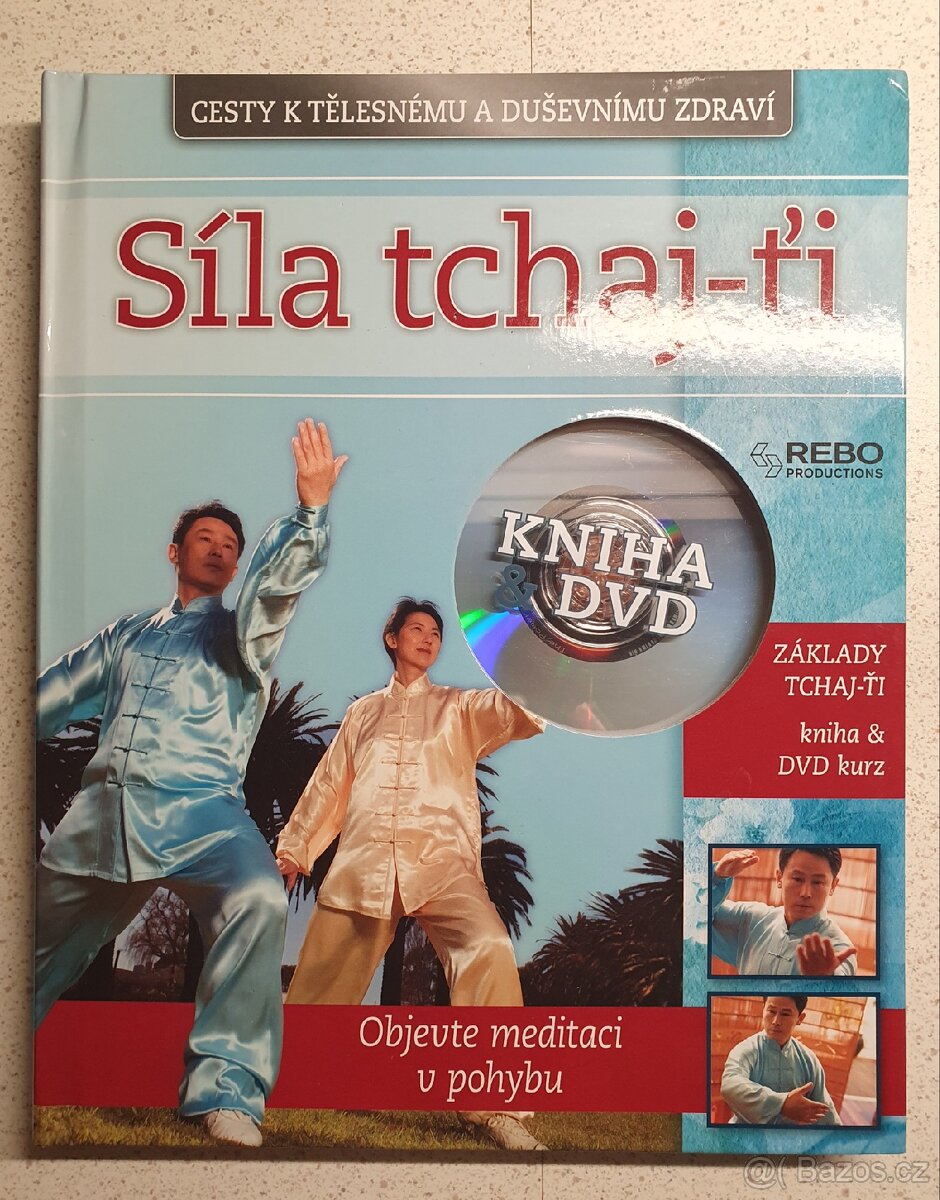 CESTY K TĚLESNÉMU A DUŠEVNÍMU ZDRAVÍ
Síla tchaj-ťi
REBO
PRODUCTIONS
KNIHA
& DVD
ZÁKLADY
TCHAJ-ŤI
kniha &
DVD kurz
Objevte meditaci
v pohybu
@( Bazos.cz